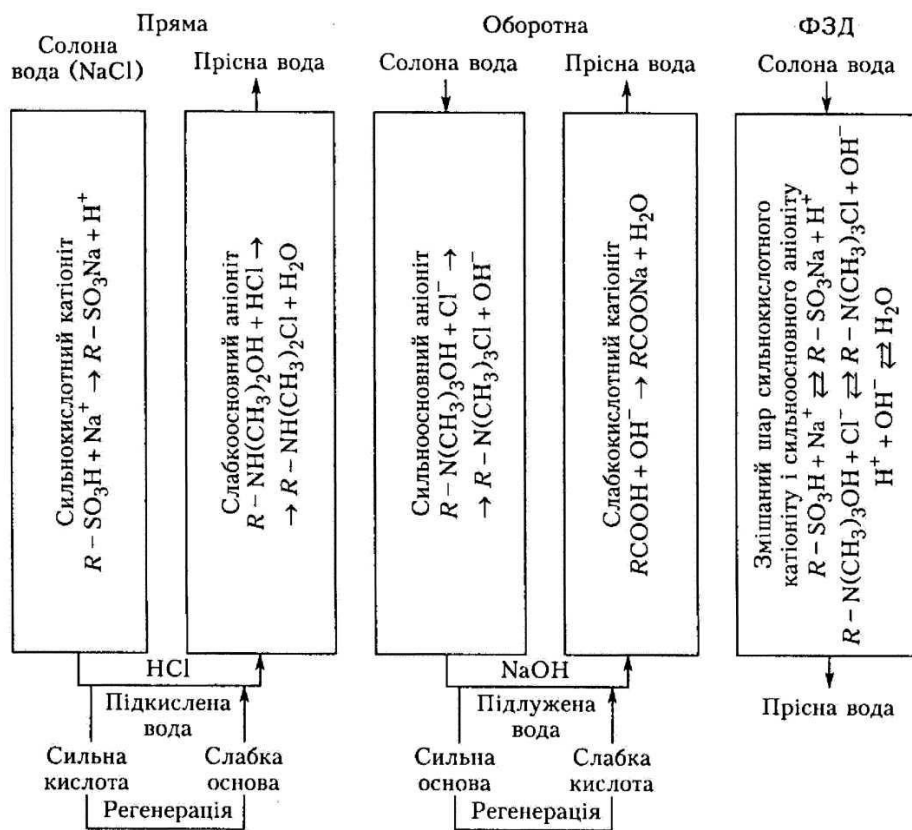 Пряма
Солона
вода (NaCl)
Прісна вода
Сильнокислотний катіоніт
R − SO₃H + Na⁺ → R − SO₃Na + H⁺
Слабкоосновний аніоніт
R − NH(CH₃)₂OH + HCl →
→ R − NH(CH₃)₂Cl + H₂O
HCl
Підкислена
вода
Сильна
кислота
Слабка
основа
Регенерація
Оборотна
Солона вода
Прісна вода
Сильноосновний аніоніт
R − N(CH₃)₃OH + Cl⁻ →
→ R − N(CH₃)₃Cl + OH⁻
Слабкокислотний катіоніт
RCOOH + OH⁻ → RCOONa + H₂O
NaOH
Підлужена
вода
Сильна
основа
Слабка
кислота
Регенерація
ФЗД
Солона вода
Змішаний шар сильнокислотного
катіоніту і сильноосновного аніоніту
R − SO₃H + Na⁺ ⇄ R − SO₃Na + H⁺
R − N(CH₃)₃OH + Cl⁻ ⇄ R − N(CH₃)₃Cl + OH⁻
H⁺ + OH⁻ ⇄ H₂O
Прісна вода